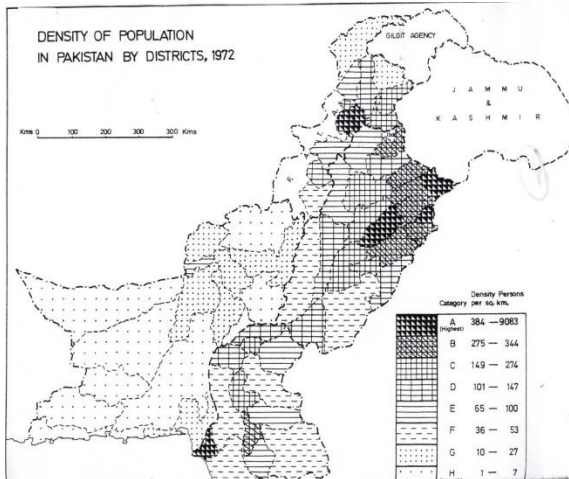 DENSITY OF POPULATION
IN PAKISTAN BY DISTRICTS, 1972
GILGIT AGENCY
JAMMU
&
KASHMIR
Kms 0 100 200 300 Kms
Category Density Persons per sq. km.
A (Highest) 384 — 9083
B 275 — 344
C 149 — 274
D 101 — 147
E 65 — 100
F 36 — 53
G 10 — 27
H 1 — 7